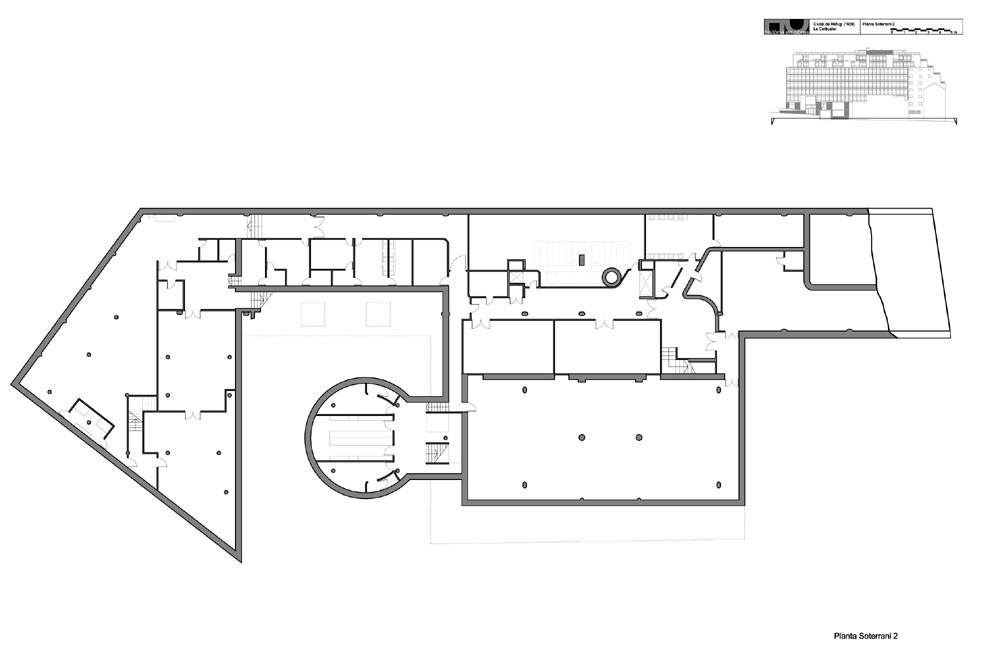 Ciutat de Refugi (1929)
Le Corbusier
Planta Soterrani 2
Planta Soterrani 2